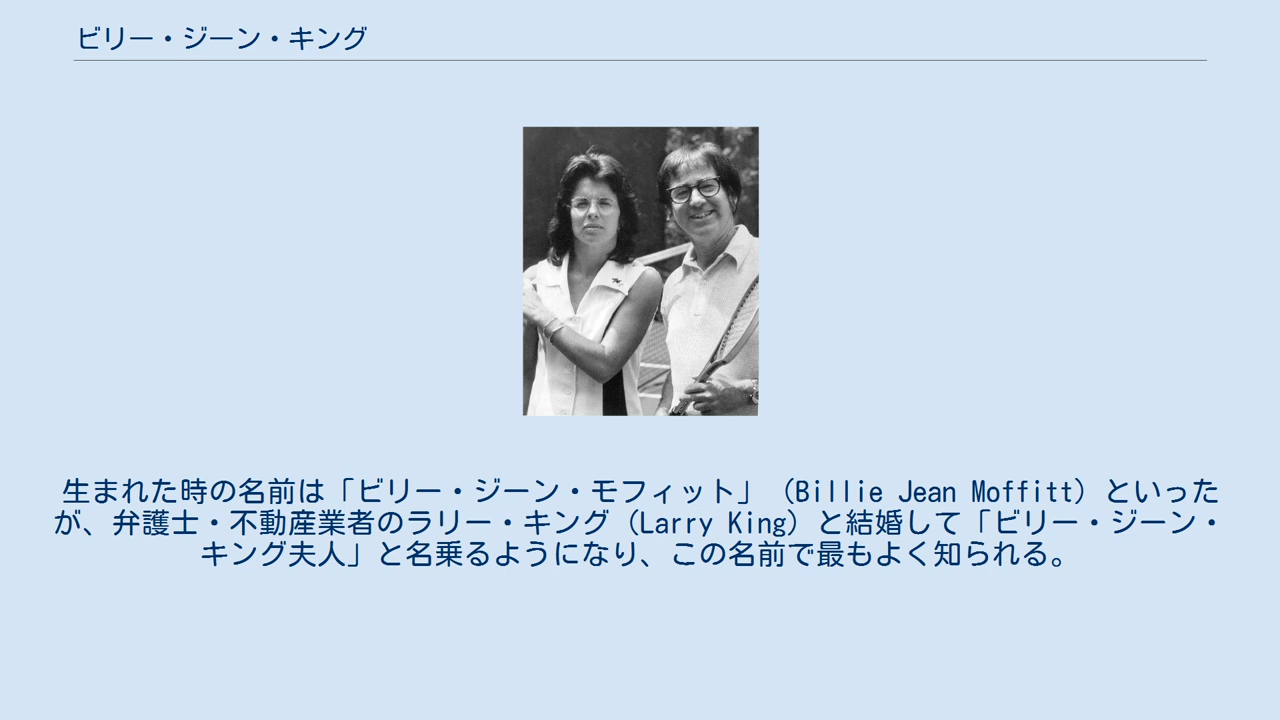 ビリー・ジーン・キング
生まれた時の名前は「ビリー・ジーン・モフィット」（Billie Jean Moffitt）といった
が、弁護士・不動産業者のラリー・キング（Larry King）と結婚して「ビリー・ジーン・
キング夫人」と名乗るようになり、この名前で最もよく知られる。